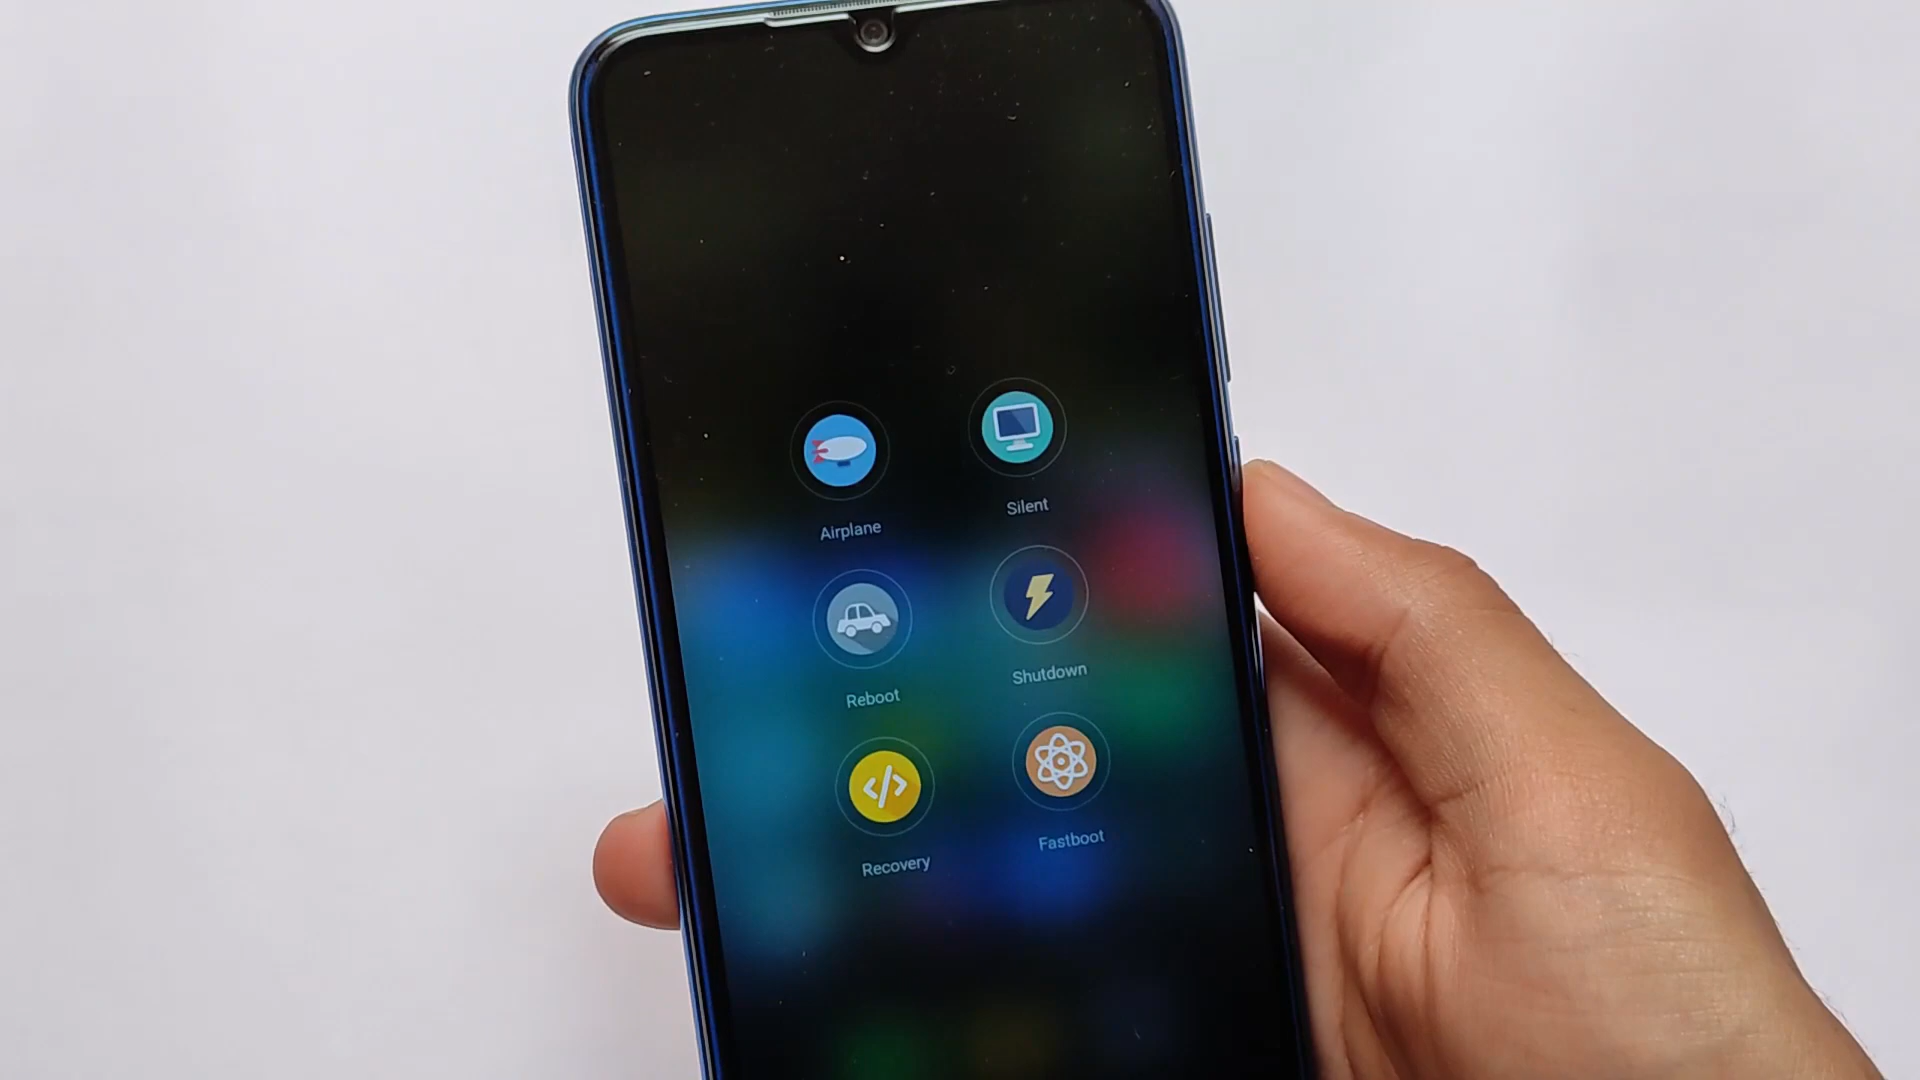 Airplane
Silent
Reboot
Shutdown
Recovery
Fastboot